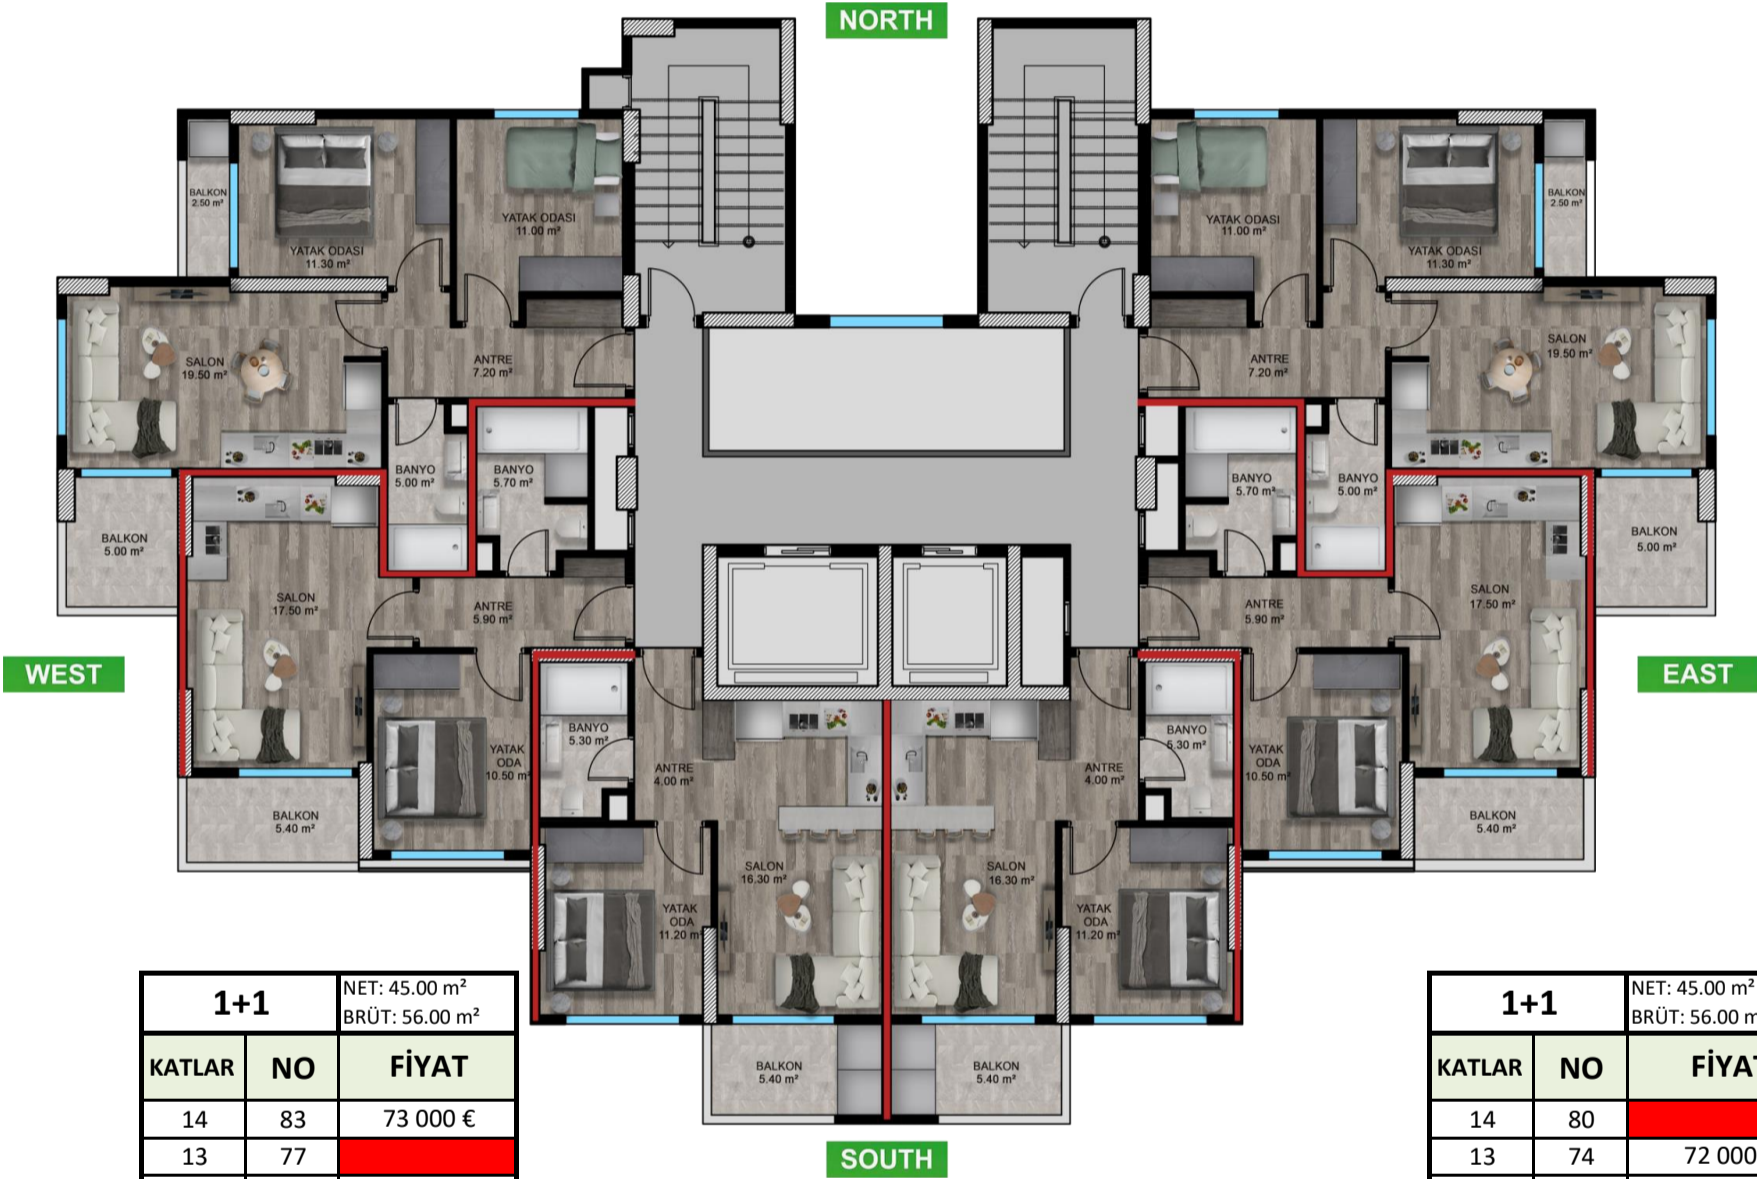 NORTH
BALKON
2.50 m²
YATAK ODASI
11.30 m²
YATAK ODASI
11.00 m²
YATAK ODASI
11.00 m²
YATAK ODASI
11.30 m²
BALKON
2.50 m²
SALON
19.50 m²
ANTRE
7.20 m²
ANTRE
7.20 m²
SALON
19.50 m²
BANYO
5.00 m²
BANYO
5.70 m²
BANYO
5.70 m²
BANYO
5.00 m²
BALKON
5.00 m²
BALKON
5.00 m²
SALON
17.50 m²
ANTRE
5.90 m²
ANTRE
5.90 m²
SALON
17.50 m²
WEST
EAST
BANYO
5.30 m²
BANYO
5.30 m²
YATAK
ODA
10.50 m²
ANTRE
4.00 m²
ANTRE
4.00 m²
YATAK
ODA
10.50 m²
BALKON
5.40 m²
BALKON
5.40 m²
SALON
16.30 m²
SALON
16.30 m²
YATAK
ODA
11.20 m²
YATAK
ODA
11.20 m²
BALKON
5.40 m²
BALKON
5.40 m²
SOUTH
1+1 NET: 45.00 m²
BRÜT: 56.00 m²
KATLAR NO FİYAT
14 83 73 000 €
13 77
1+1 NET: 45.00 m²
BRÜT: 56.00 m
KATLAR NO FİYAT
14 80
13 74 72 000